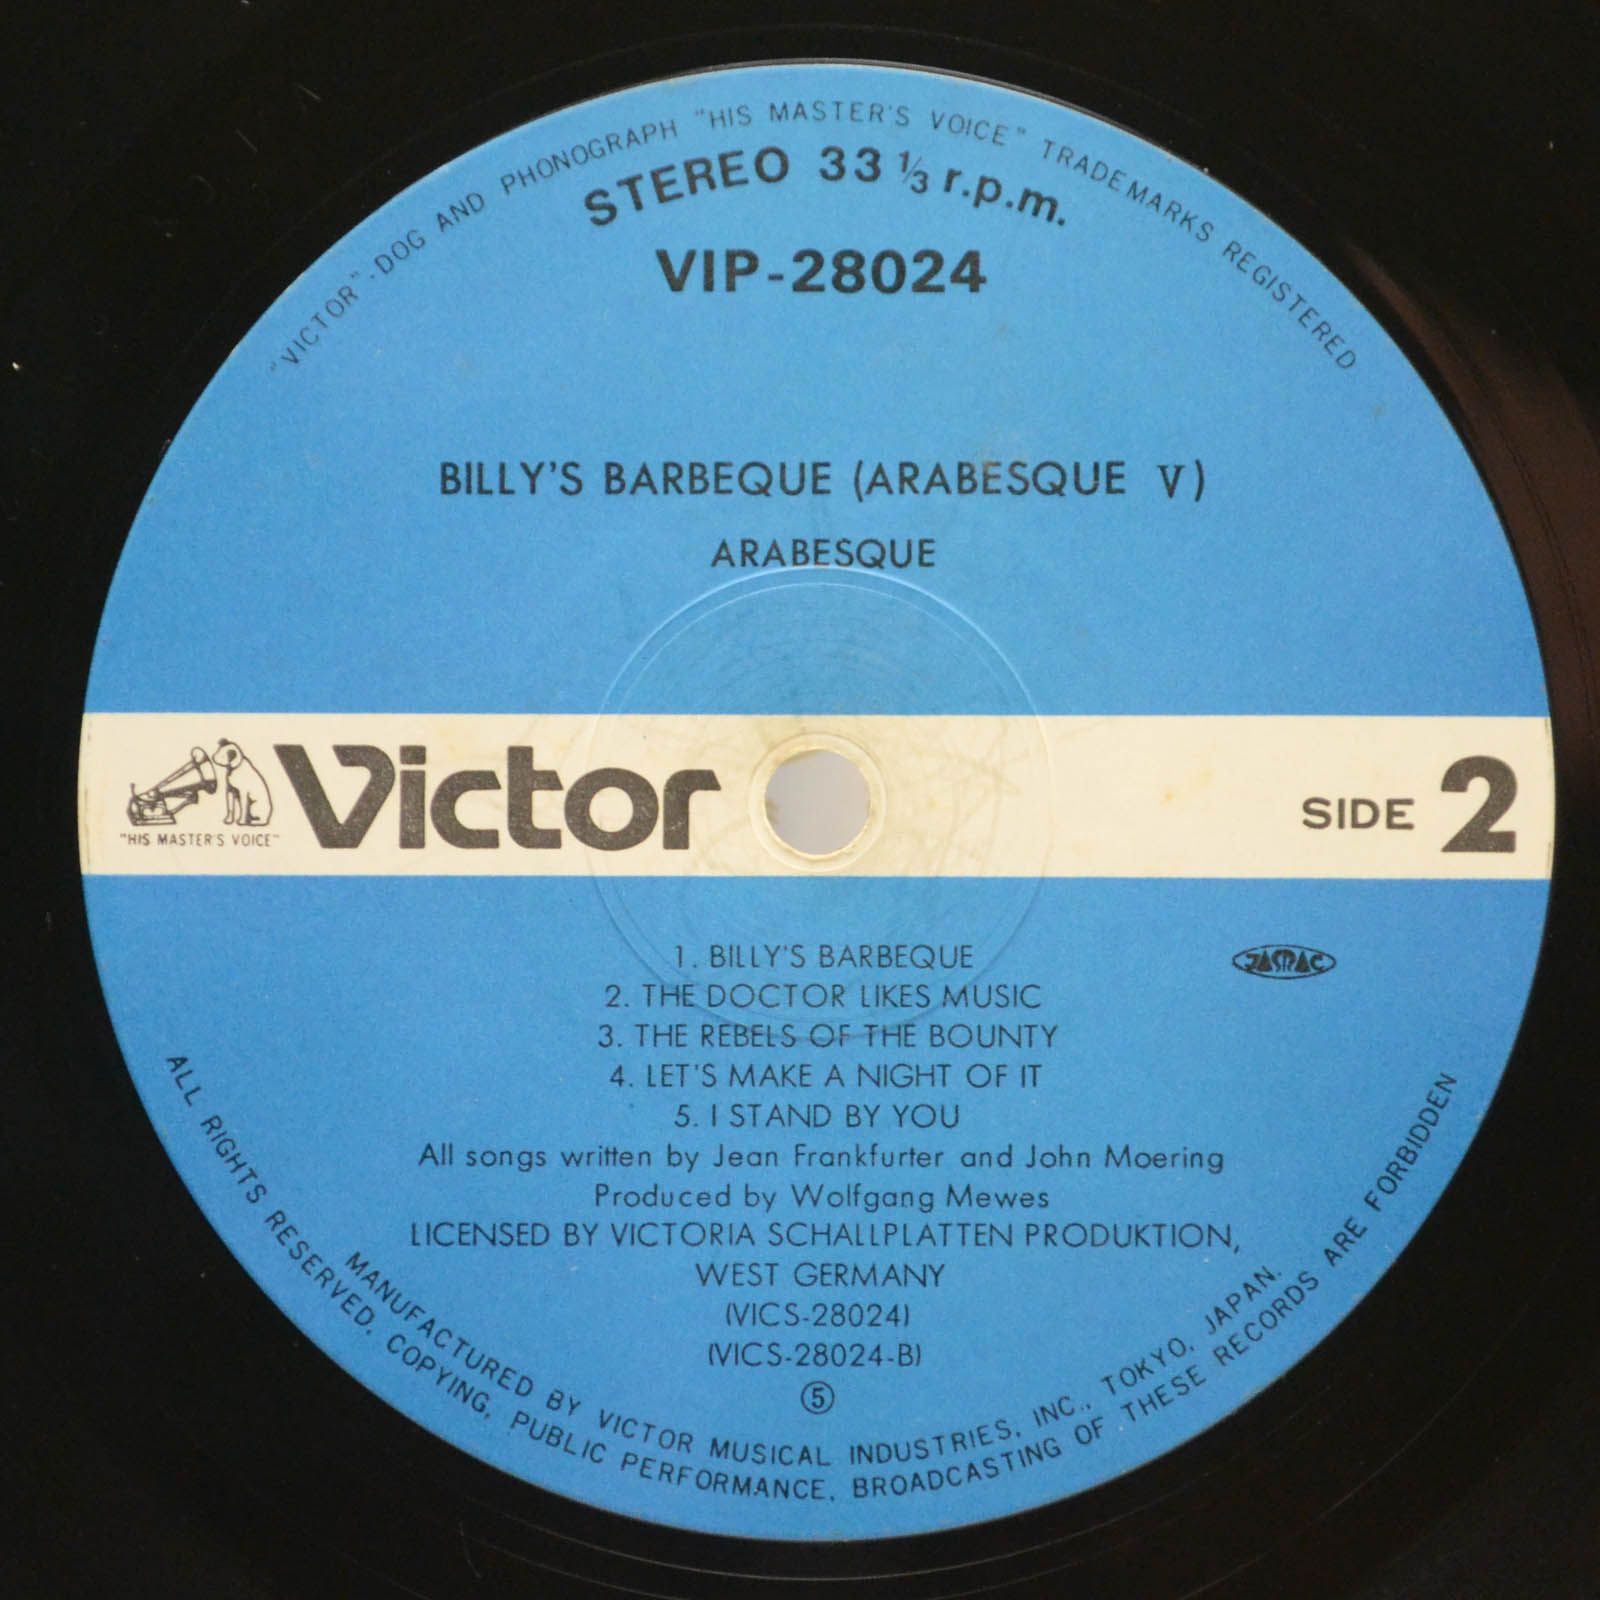 "VICTOR"-DOG AND PHONOGRAPH "HIS MASTER'S VOICE" TRADEMARKS REGISTERED
STEREO 33 1/3 r.p.m.
VIP-28024
BILLY'S BARBEQUE (ARABESQUE V)
ARABESQUE
"HIS MASTER'S VOICE"
Victor
SIDE 2
JASRAC
1. BILLY'S BARBEQUE
2. THE DOCTOR LIKES MUSIC
3. THE REBELS OF THE BOUNTY
4. LET'S MAKE A NIGHT OF IT
5. I STAND BY YOU
All songs written by Jean Frankfurter and John Moering
Produced by Wolfgang Mewes
LICENSED BY VICTORIA SCHALLPLATTEN PRODUKTION,
WEST GERMANY
(VICS-28024)
(VICS-28024-B)
⑤
MANUFACTURED BY VICTOR MUSICAL INDUSTRIES, INC., TOKYO, JAPAN.
ALL RIGHTS RESERVED. COPYING, PUBLIC PERFORMANCE, BROADCASTING OF THESE RECORDS ARE FORBIDDEN